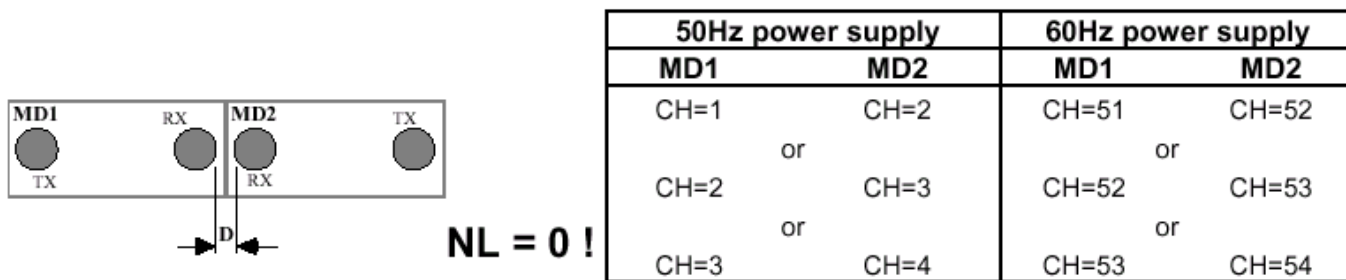 MD1 RX MD2 TX
TX RX
D
NL = 0 !
50Hz power supply 60Hz power supply
MD1 MD2 MD1 MD2
CH=1 CH=2 CH=51 CH=52
or or
CH=2 CH=3 CH=52 CH=53
or or
CH=3 CH=4 CH=53 CH=54